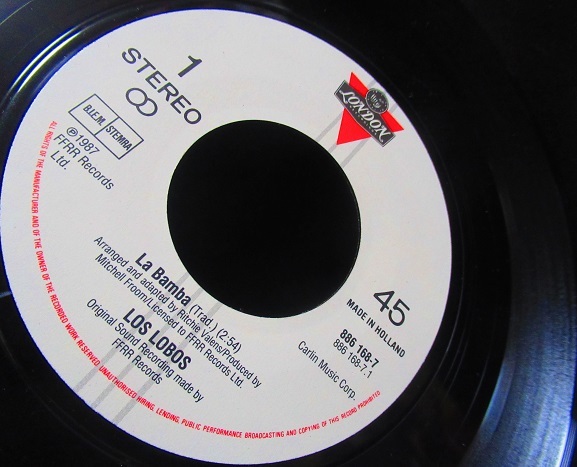 1
STEREO
B.I.E.M. STEMRA
LONDON
℗ 1987
FFRR Records
Ltd.
45
MADE IN HOLLAND
886 168-7
886 168-7.1
Carlin Music Corp.
La Bamba (Trad.) (2:54)
Arranged and adapted by Ritchie Valens/Produced by
Mitchell Froom/Licensed to FFRR Records Ltd.
LOS LOBOS
Original Sound Recording made by
FFRR Records
ALL RIGHTS OF THE MANUFACTURER AND OF THE OWNER OF THE RECORDED WORK RESERVED. UNAUTHORISED HIRING, LENDING, PUBLIC PERFORMANCE BROADCASTING AND COPYING OF THIS RECORD PROHIBITED